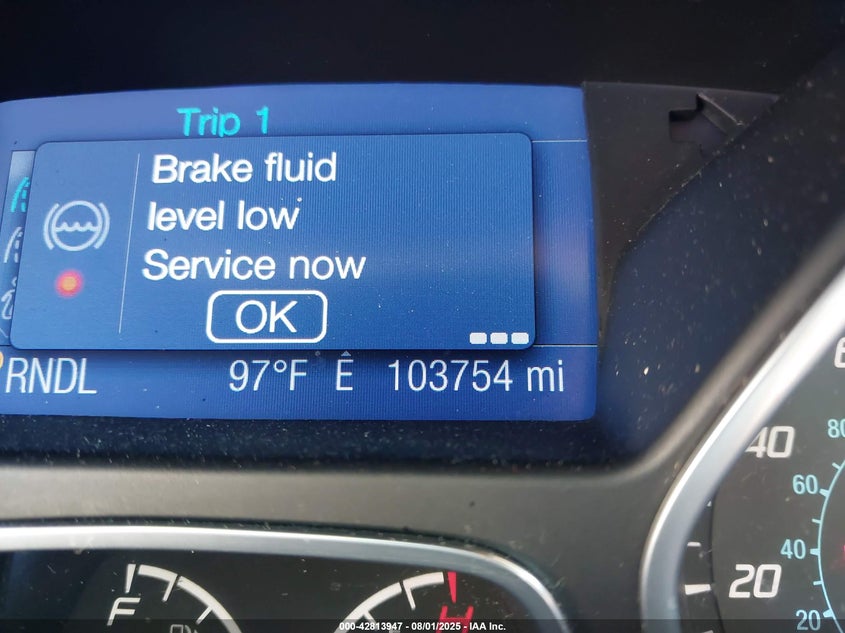 Trip 1
Brake fluid
level low
Service now
OK
RNDL 97°F E 103754 mi
F
H
60
40
20
80
60
40
20
000-42813947 - 08/01/2025 - IAA Inc.